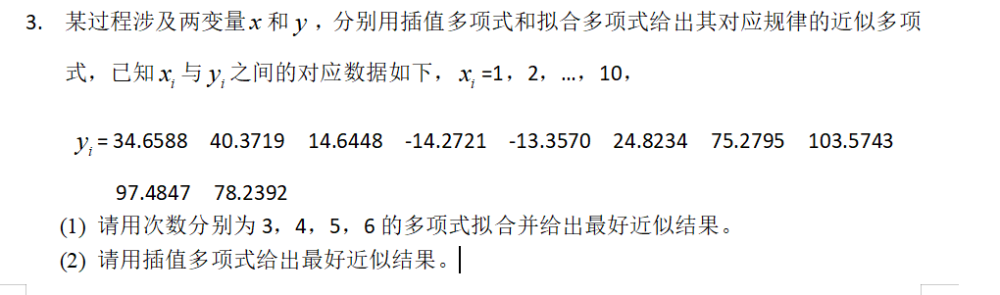 3. 某过程涉及两变量x 和 y ，分别用插值多项式和拟合多项式给出其对应规律的近似多项
式，已知xi 与 yi 之间的对应数据如下，xi =1，2，…，10，
yi = 34.6588 40.3719 14.6448 -14.2721 -13.3570 24.8234 75.2795 103.5743
97.4847 78.2392
(1) 请用次数分别为 3，4，5，6 的多项式拟合并给出最好近似结果。
(2) 请用插值多项式给出最好近似结果。